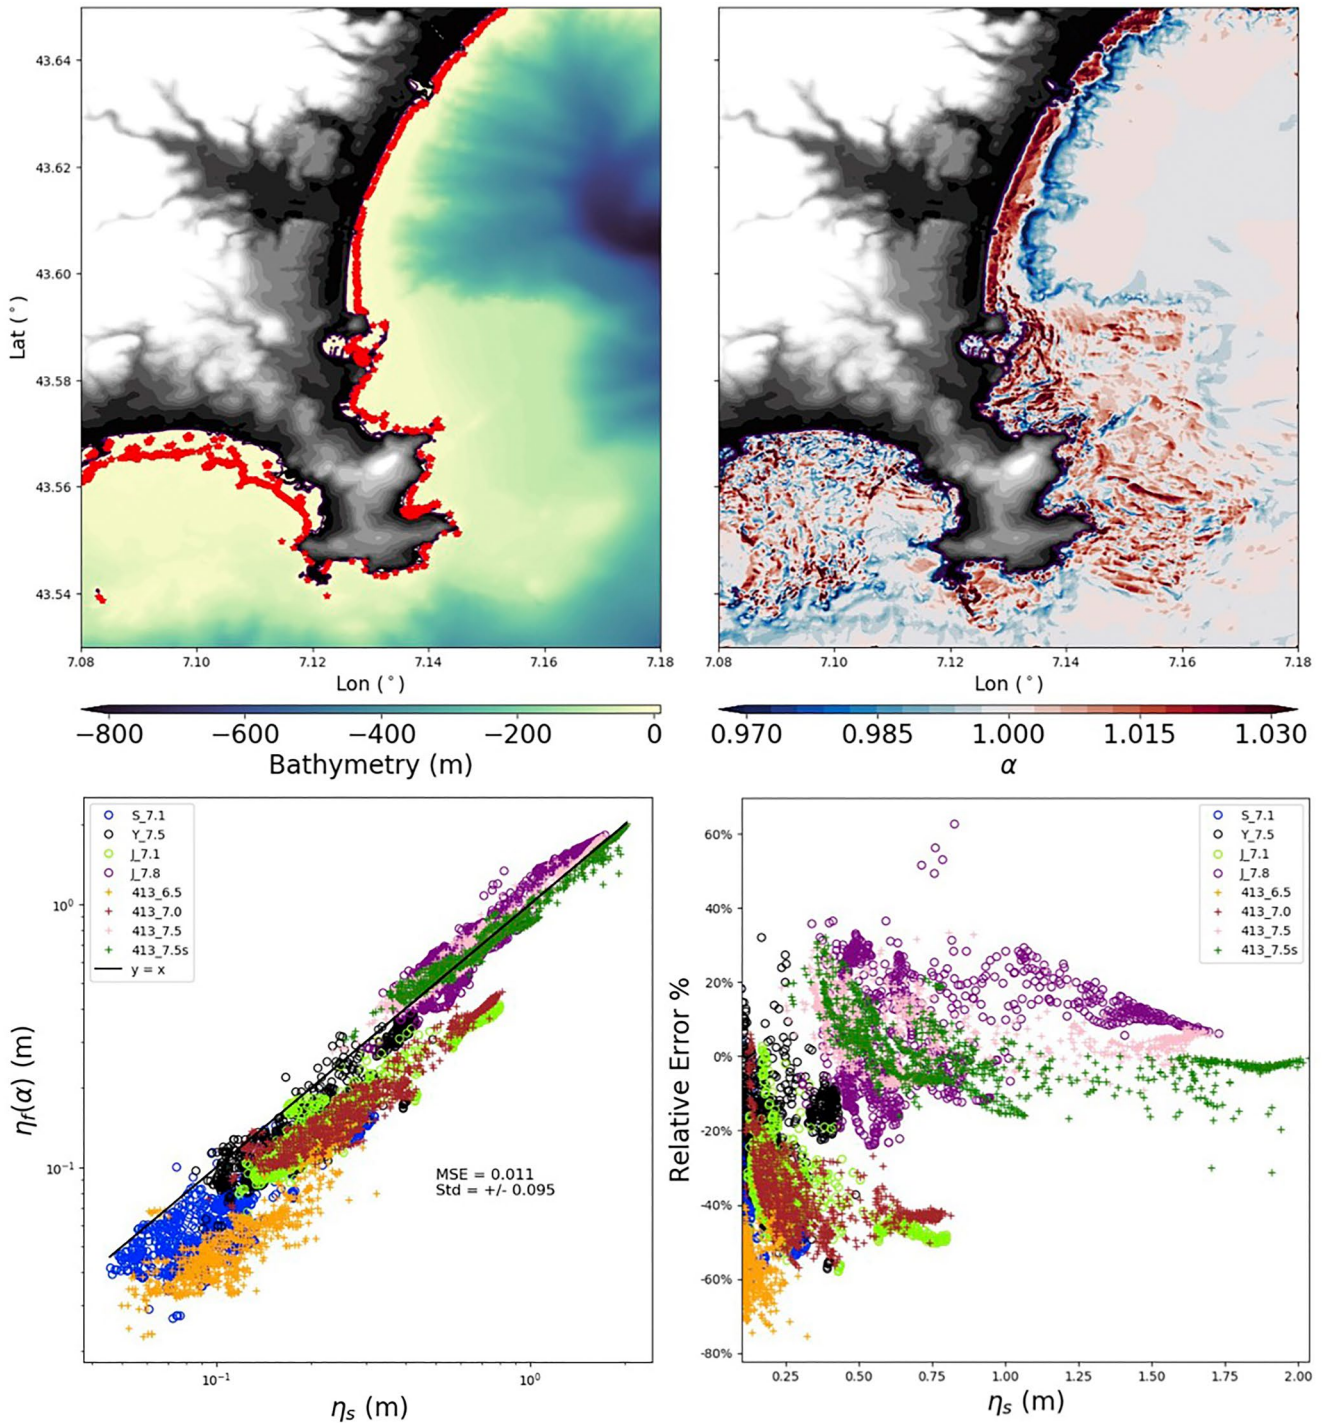 43.64
43.62
43.60
43.58
43.56
43.54
Lat (°)
7.08 7.10 7.12 7.14 7.16 7.18
Lon (°)
−800 −600 −400 −200 0
Bathymetry (m)
7.08 7.10 7.12 7.14 7.16 7.18
Lon (°)
0.970 0.985 1.000 1.015 1.030
α
S_7.1
Y_7.5
J_7.1
J_7.8
413_6.5
413_7.0
413_7.5
413_7.5s
y = x
10⁰
10⁻¹
ηf(α) (m)
MSE = 0.011
Std = +/- 0.095
10⁻¹ 10⁰
ηs (m)
S_7.1
Y_7.5
J_7.1
J_7.8
413_6.5
413_7.0
413_7.5
413_7.5s
60%
40%
20%
0%
-20%
-40%
-60%
-80%
Relative Error %
0.25 0.50 0.75 1.00 1.25 1.50 1.75 2.00
ηs (m)